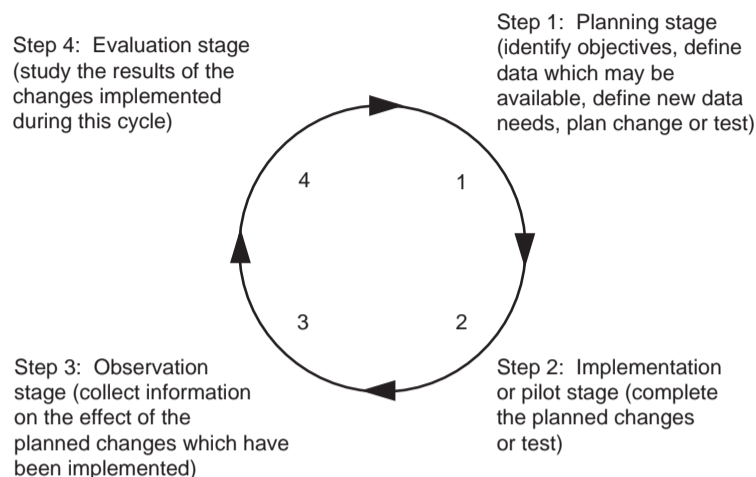 Step 1: Planning stage
(identify objectives, define
data which may be
available, define new data
needs, plan change or test)
Step 4: Evaluation stage
(study the results of the
changes implemented
during this cycle)
4
1
3
2
Step 3: Observation
stage (collect information
on the effect of the
planned changes which have
been implemented)
Step 2: Implementation
or pilot stage (complete
the planned changes
or test)